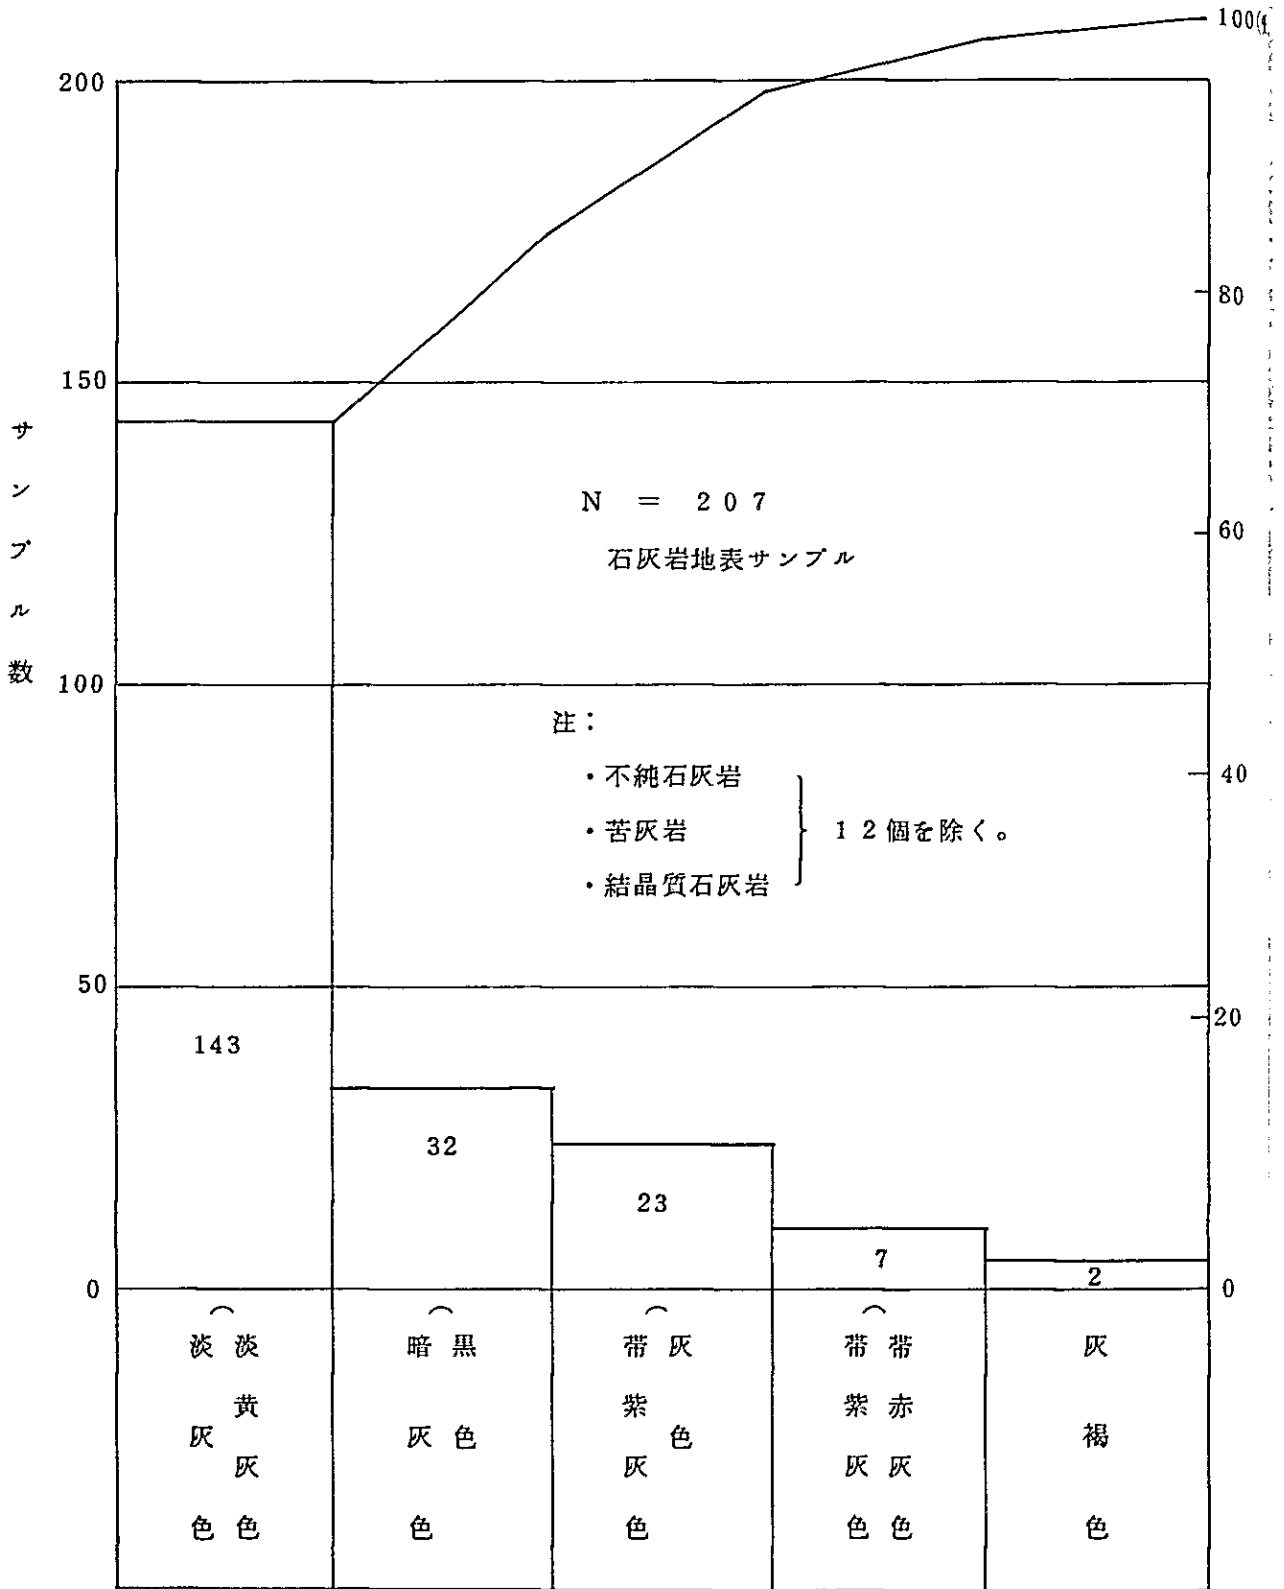 100(
200
80
150
サンプル数
N = 207
60
石灰岩地表サンプル
100
注：
・不純石灰岩
40
・苦灰岩
12個を除く。
・結晶質石灰岩
50
20
143
32
23
7
2
0
0
淡黄灰色
淡灰色
黒色
暗灰色
灰色
帯紫灰色
帯赤灰色
帯紫灰色
灰褐色